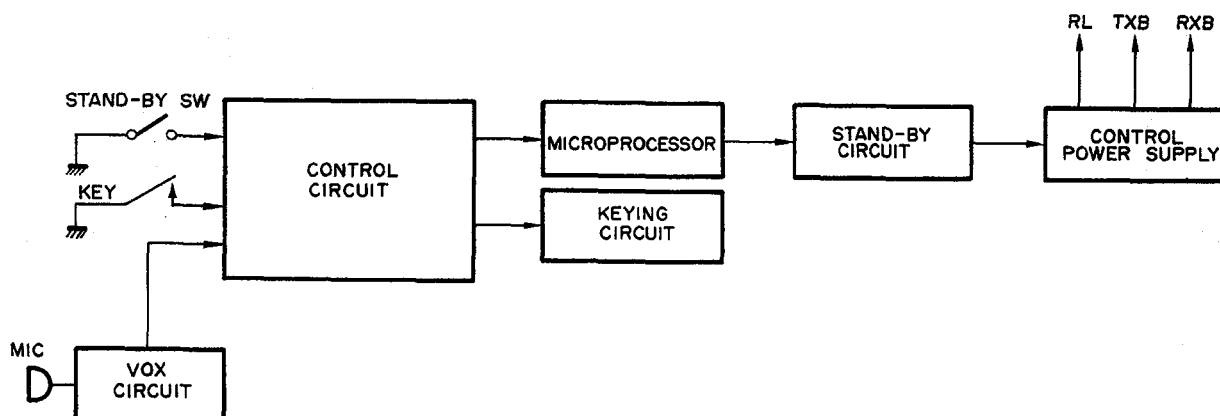 RL TXB RXB
STAND-BY SW
CONTROL
CIRCUIT
MICROPROCESSOR
STAND-BY
CIRCUIT
CONTROL
POWER SUPPLY
KEY
KEYING
CIRCUIT
MIC
VOX
CIRCUIT